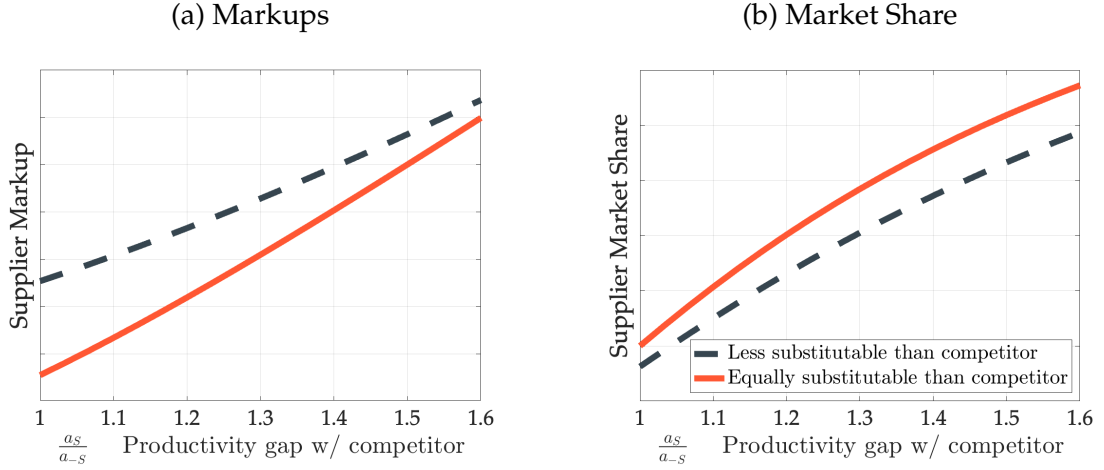 (a) Markups
Supplier Markup
1 1.1 1.2 1.3 1.4 1.5 1.6
a_S / a_{-S} Productivity gap w/ competitor
(b) Market Share
Supplier Market Share
Less substitutable than competitor
Equally substitutable than competitor
1 1.1 1.2 1.3 1.4 1.5 1.6
a_S / a_{-S} Productivity gap w/ competitor